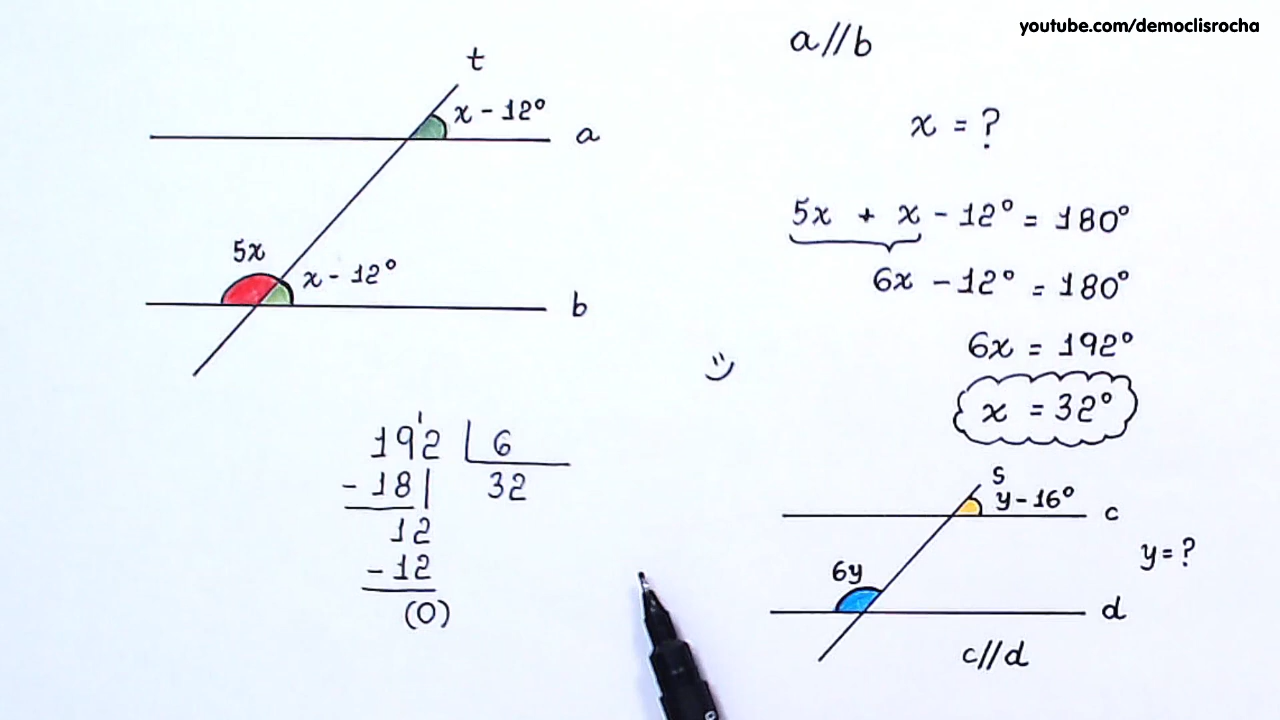 youtube.com/democlisrocha
a//b
t
x - 12°
a
x = ?
5x + x - 12° = 180°
5x
x - 12°
6x - 12° = 180°
b
6x = 192°
x = 32°
192 6
- 18 32
12
- 12
(0)
s
y - 16°
c
y = ?
6y
d
c//d